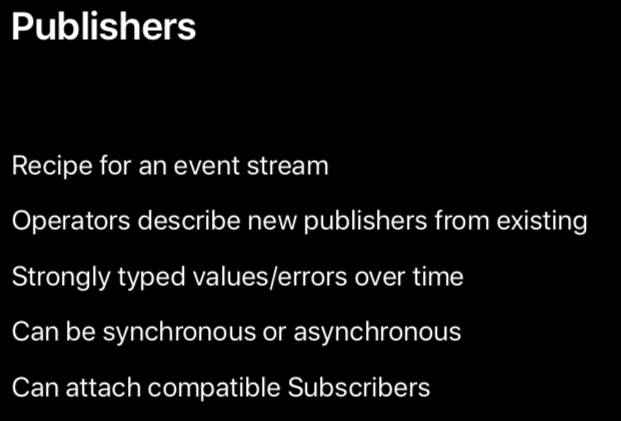 Publishers
Recipe for an event stream
Operators describe new publishers from existing
Strongly typed values/errors over time
Can be synchronous or asynchronous
Can attach compatible Subscribers